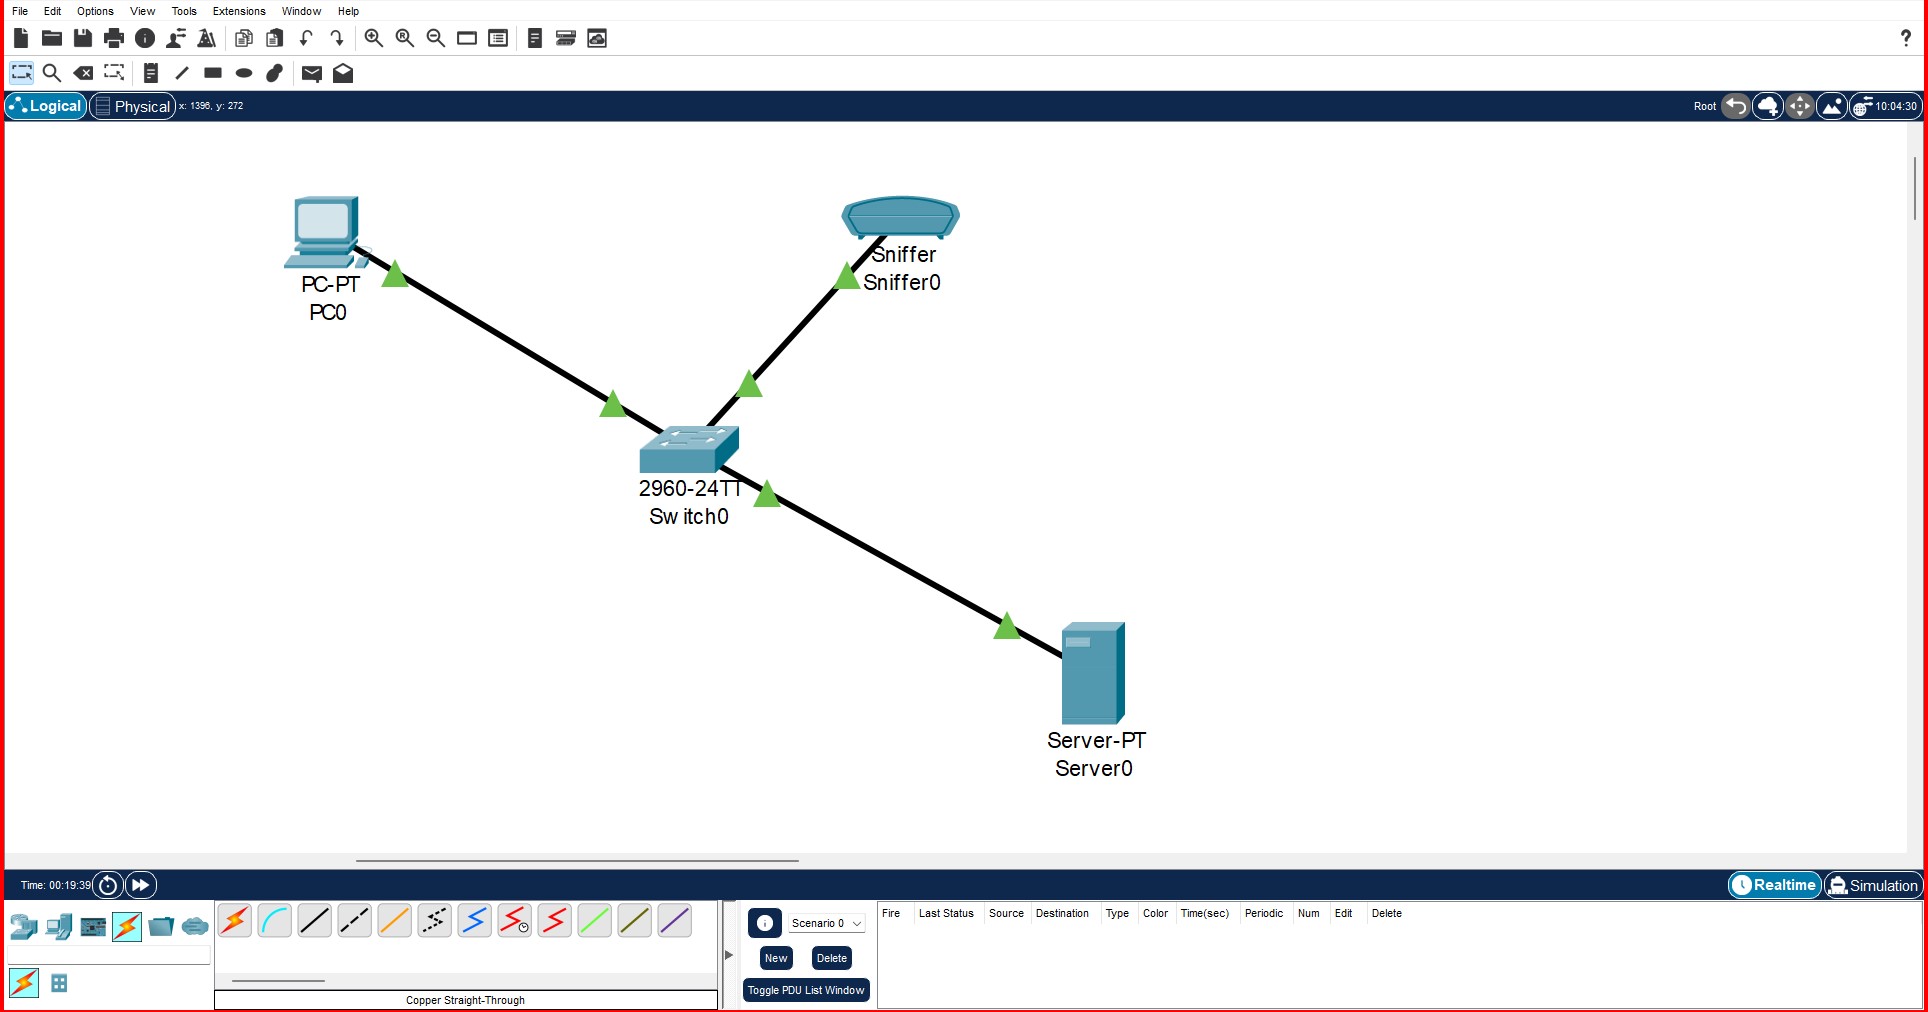 File Edit Options View Tools Extensions Window Help
?
Logical Physical x: 1396, y: 272 Root 10:04:30
PC-PT
PC0
Sniffer
Sniffer0
2960-24TT
Switch0
Server-PT
Server0
Time: 00:19:39 Realtime Simulation
Scenario 0
New Delete
Toggle PDU List Window
Fire Last Status Source Destination Type Color Time(sec) Periodic Num Edit Delete
Copper Straight-Through